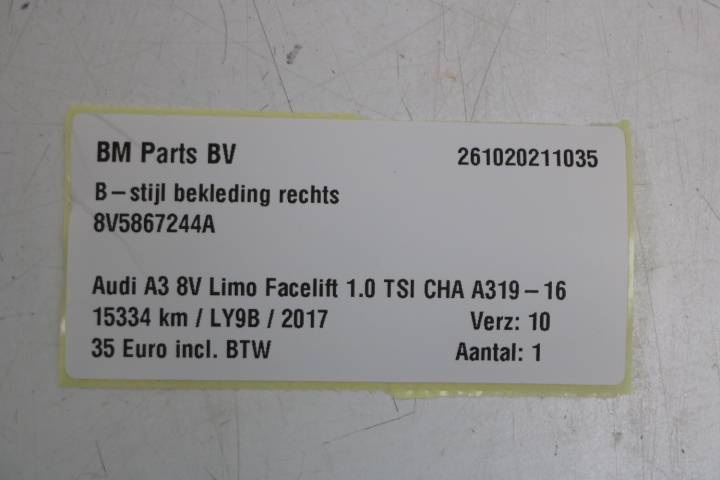 BM Parts BV 261020211035
B-stijl bekleding rechts
8V5867244A
Audi A3 8V Limo Facelift 1.0 TSI CHA A319-16
15334 km / LY9B / 2017 Verz: 10
35 Euro incl. BTW Aantal: 1